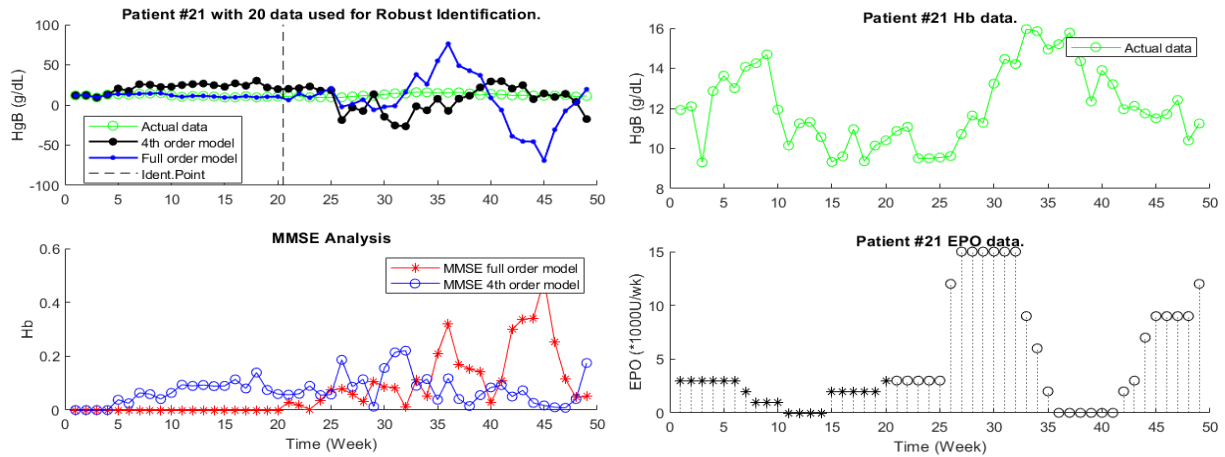 Patient #21 with 20 data used for Robust Identification.
100
50
0
-50
-100
HgB (g/dL)
Actual data
4th order model
Full order model
Ident.Point
0 5 10 15 20 25 30 35 40 45 50
Patient #21 Hb data.
16
14
12
10
8
HgB (g/dL)
Actual data
0 5 10 15 20 25 30 35 40 45 50
MMSE Analysis
0.6
0.4
0.2
0
Hb
MMSE full order model
MMSE 4th order model
0 5 10 15 20 25 30 35 40 45 50
Time (Week)
Patient #21 EPO data.
15
10
5
0
EPO (*1000U/wk)
0 5 10 15 20 25 30 35 40 45 50
Time (Week)